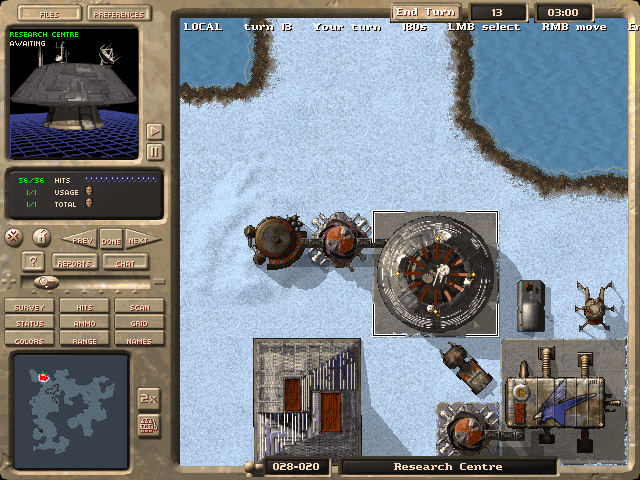 FILES
PREFERENCES
End Turn
13
03:00
LOCAL turn 13 Your turn 180s LMB select RMB move
RESEARCH CENTRE
AWAITING
56/56 HITS
1/1 USAGE
1/1 TOTAL
PREV
DONE
NEXT
?
REPORTS
CHAT
SURVEY
HITS
SCAN
STATUS
AMMO
GRID
COLORS
RANGE
NAMES
2x
028-020
Research Centre